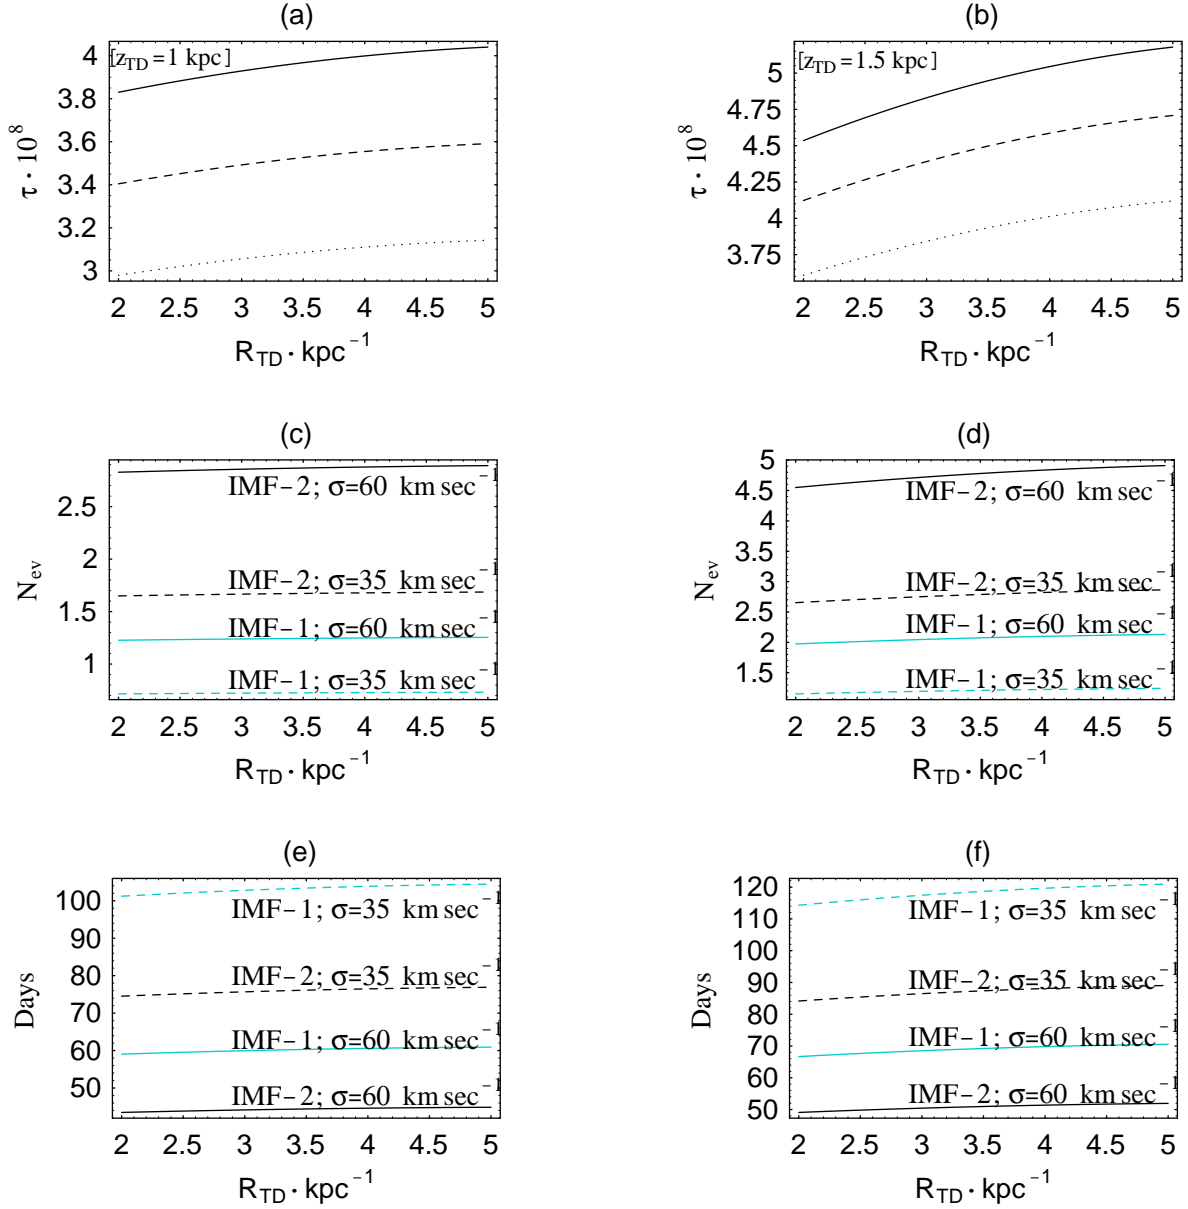 (a)
[z_TD = 1 kpc]
4
3.8
3.6
3.4
3.2
3
τ · 10^8
2 2.5 3 3.5 4 4.5 5
R_TD · kpc^−1
(b)
[z_TD = 1.5 kpc]
5
4.75
4.5
4.25
4
3.75
τ · 10^8
2 2.5 3 3.5 4 4.5 5
R_TD · kpc^−1
(c)
IMF−2; σ=60 km sec^−1
IMF−2; σ=35 km sec^−1
IMF−1; σ=60 km sec^−1
IMF−1; σ=35 km sec^−1
2.5
2
1.5
1
N_ev
2 2.5 3 3.5 4 4.5 5
R_TD · kpc^−1
(d)
IMF−2; σ=60 km sec^−1
IMF−2; σ=35 km sec^−1
IMF−1; σ=60 km sec^−1
IMF−1; σ=35 km sec^−1
5
4.5
4
3.5
3
2.5
2
1.5
N_ev
2 2.5 3 3.5 4 4.5 5
R_TD · kpc^−1
(e)
IMF−1; σ=35 km sec^−1
IMF−2; σ=35 km sec^−1
IMF−1; σ=60 km sec^−1
IMF−2; σ=60 km sec^−1
100
90
80
70
60
50
Days
2 2.5 3 3.5 4 4.5 5
R_TD · kpc^−1
(f)
IMF−1; σ=35 km sec^−1
IMF−2; σ=35 km sec^−1
IMF−1; σ=60 km sec^−1
IMF−2; σ=60 km sec^−1
120
110
100
90
80
70
60
50
Days
2 2.5 3 3.5 4 4.5 5
R_TD · kpc^−1